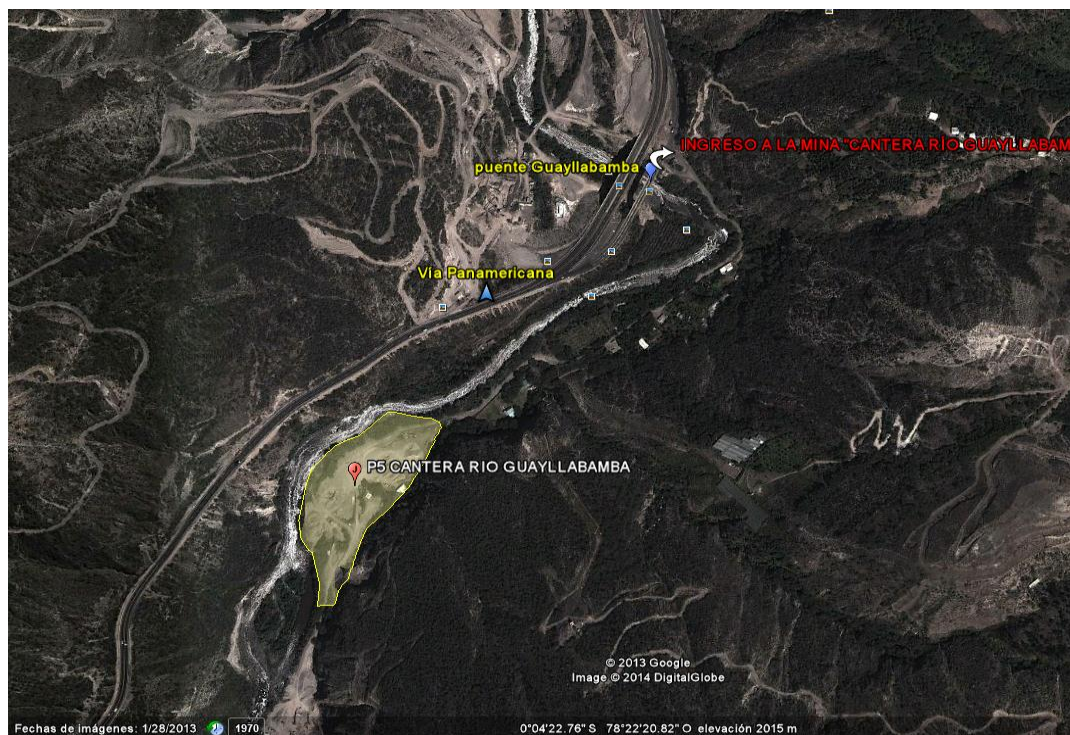 INGRESO A LA MINA "CANTERA RÍO GUAYLLABAM
puente Guayllabamba
Vía Panamericana
P5 CANTERA RIO GUAYLLABAMBA
© 2013 Google
Image © 2014 DigitalGlobe
Fechas de imágenes: 1/28/2013 1970 0°04'22.76" S 78°22'20.82" O elevación 2015 m